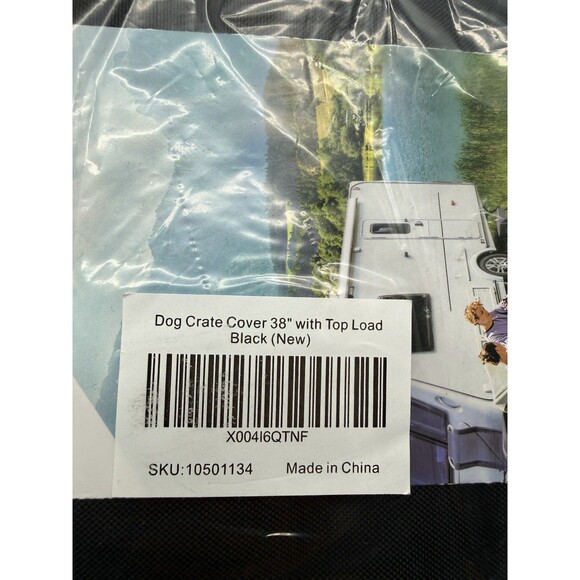 Dog Crate Cover 38" with Top Load
Black (New)
X004I6QTNF
SKU:10501134 Made in China